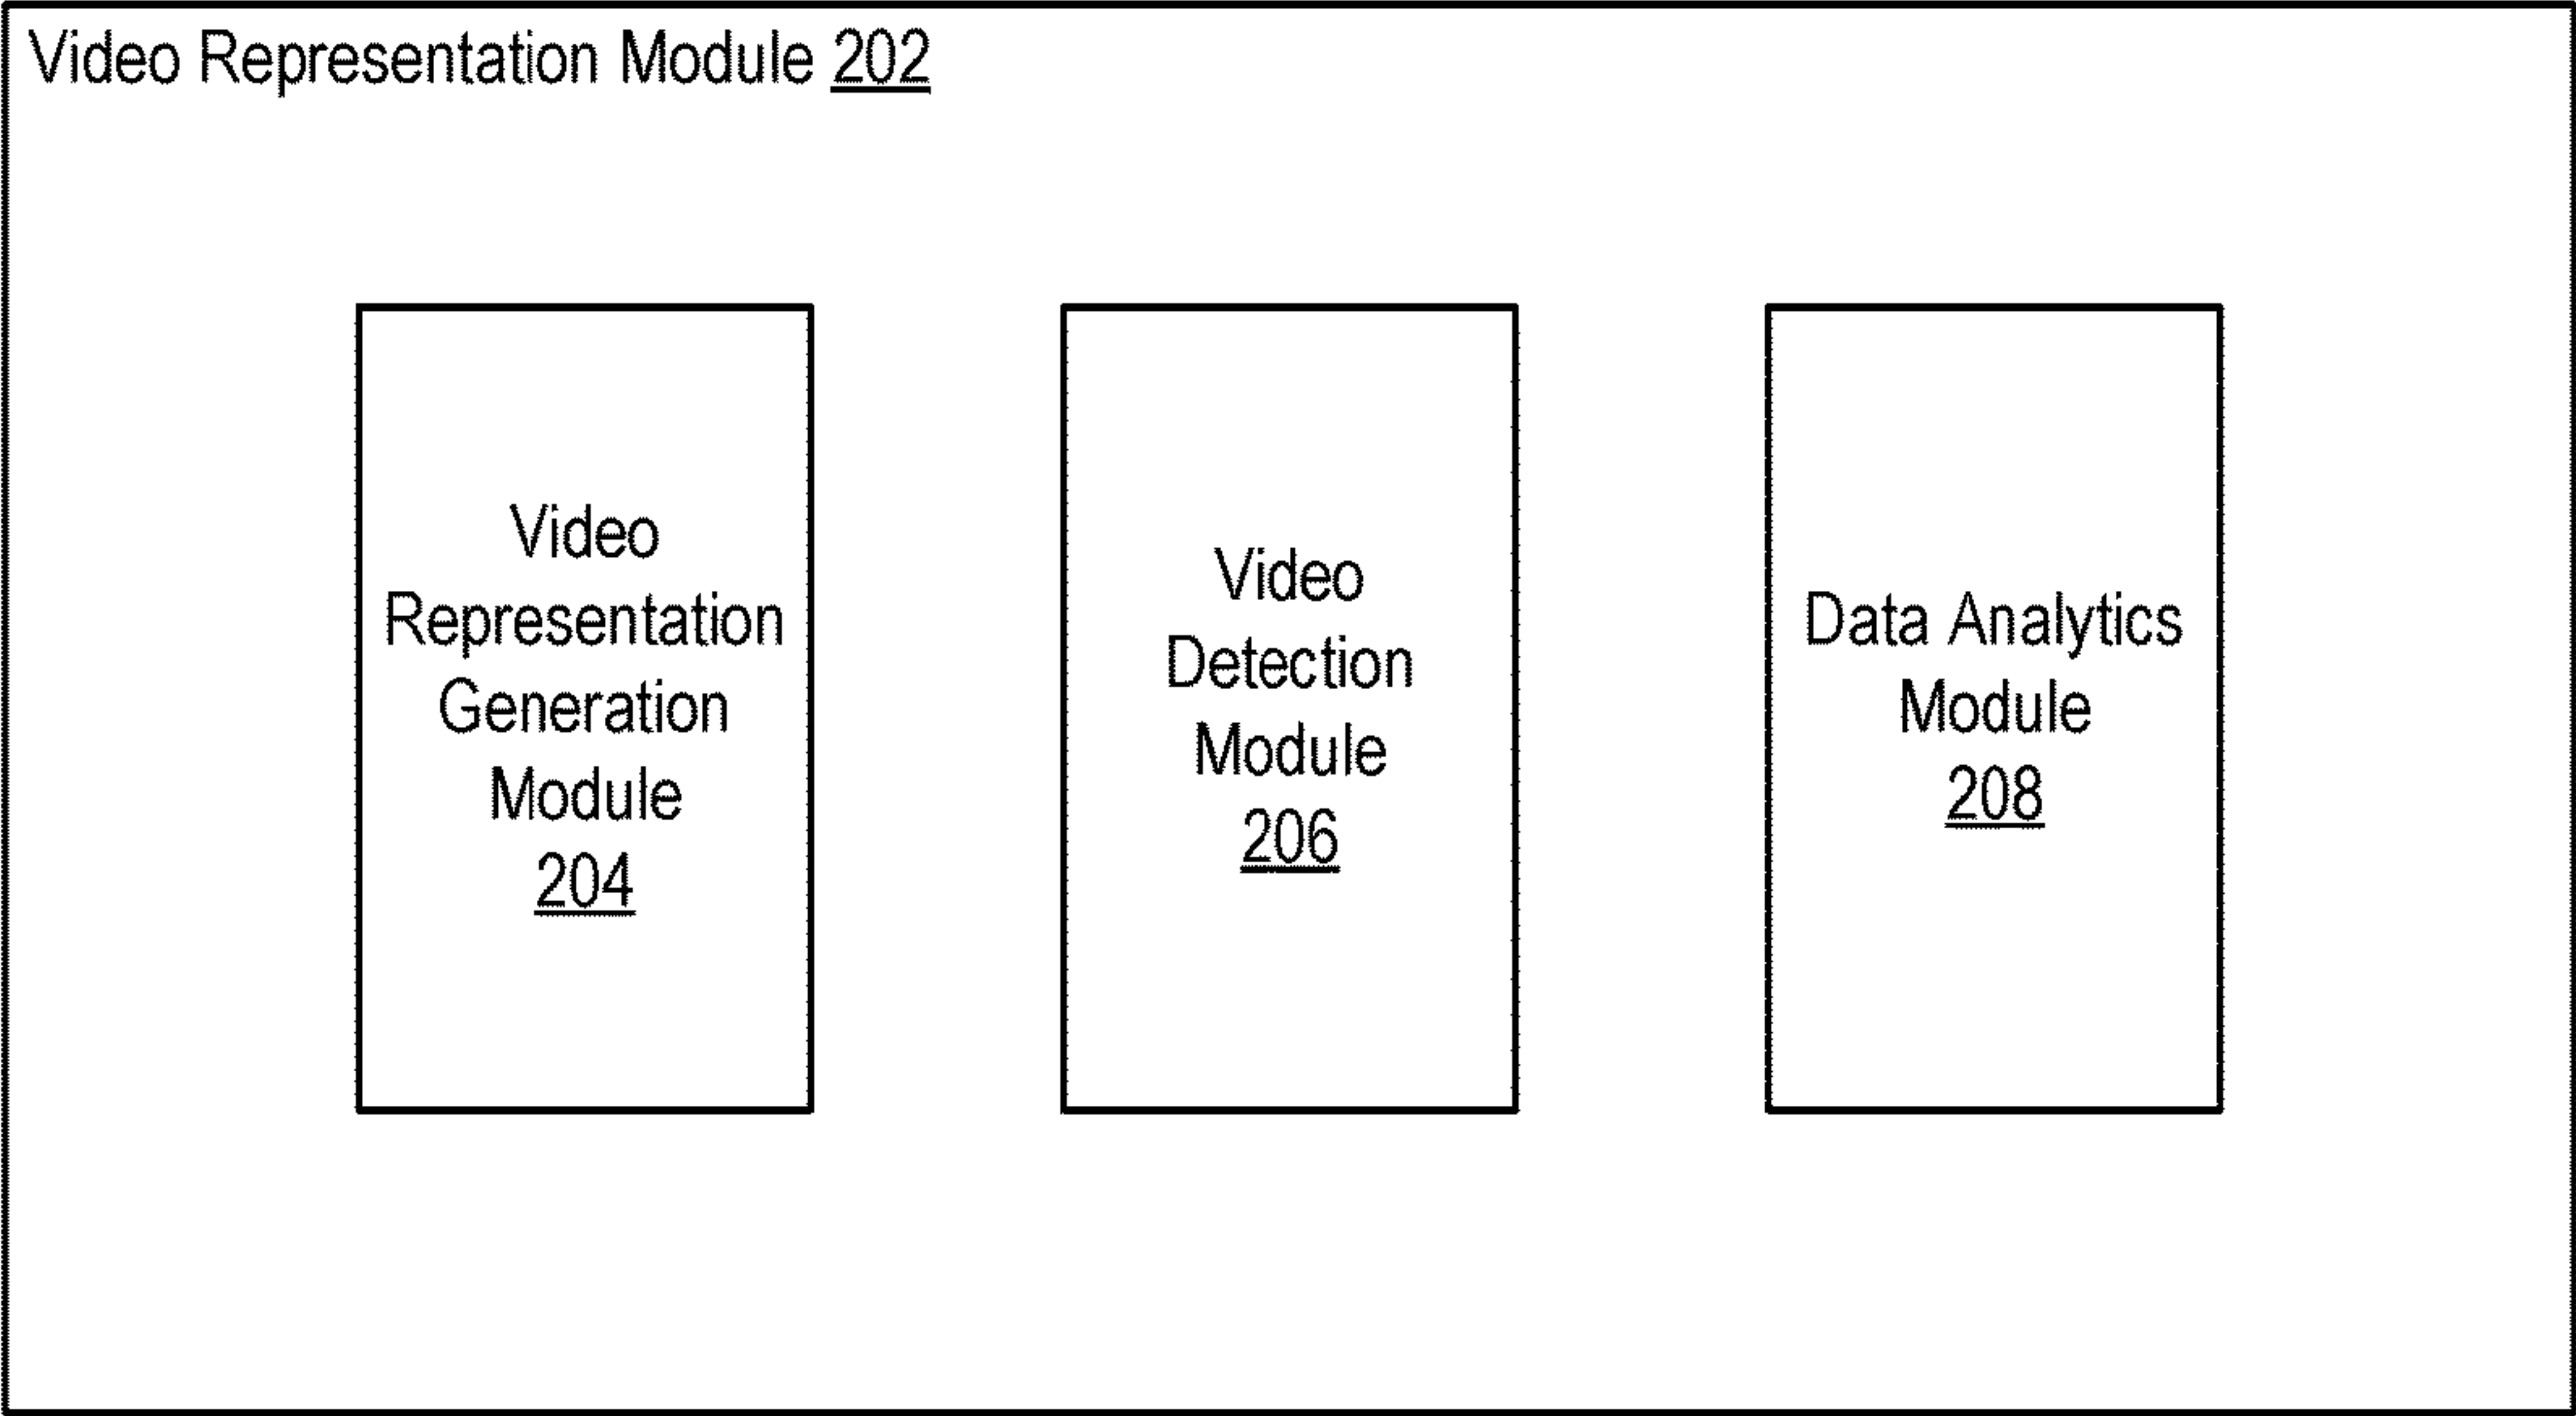 Video Representation Module 202
Video
Representation
Generation
Module
204
Video
Detection
Module
206
Data Analytics
Module
208